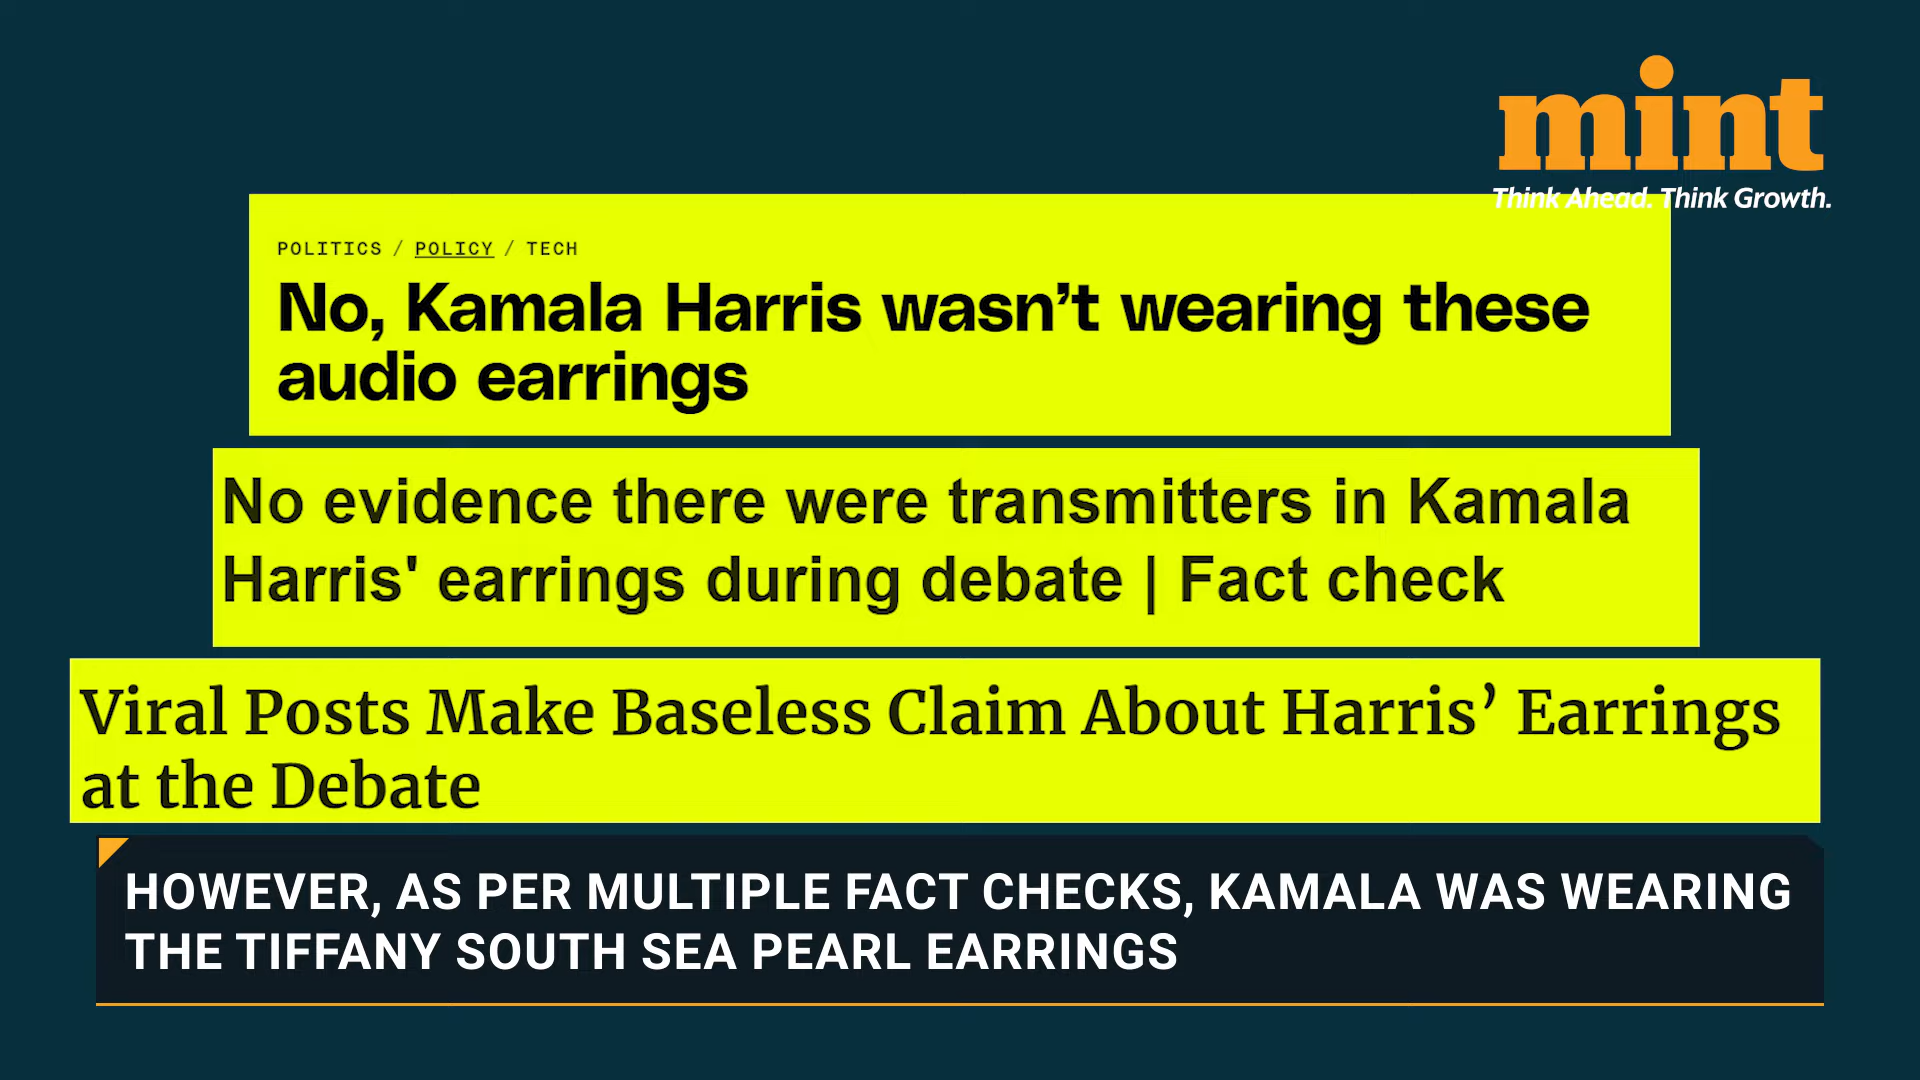 mint
Think Ahead. Think Growth.
POLITICS / POLICY / TECH
No, Kamala Harris wasn’t wearing these
audio earrings
No evidence there were transmitters in Kamala
Harris' earrings during debate | Fact check
Viral Posts Make Baseless Claim About Harris’ Earrings
at the Debate
HOWEVER, AS PER MULTIPLE FACT CHECKS, KAMALA WAS WEARING
THE TIFFANY SOUTH SEA PEARL EARRINGS